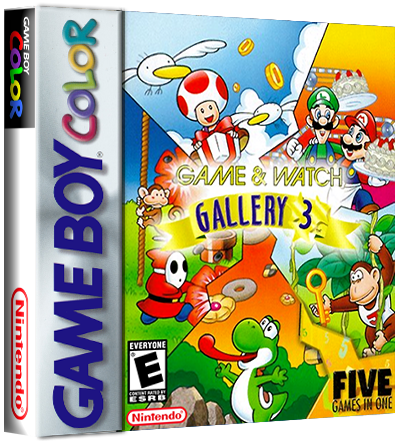 GAME BOY
COLOR
Nintendo
GAME BOY COLOR
GAME & WATCH
GALLERY 3
EVERYONE
E
CONTENT RATED BY
ESRB
Nintendo
FIVE
GAMES IN ONE